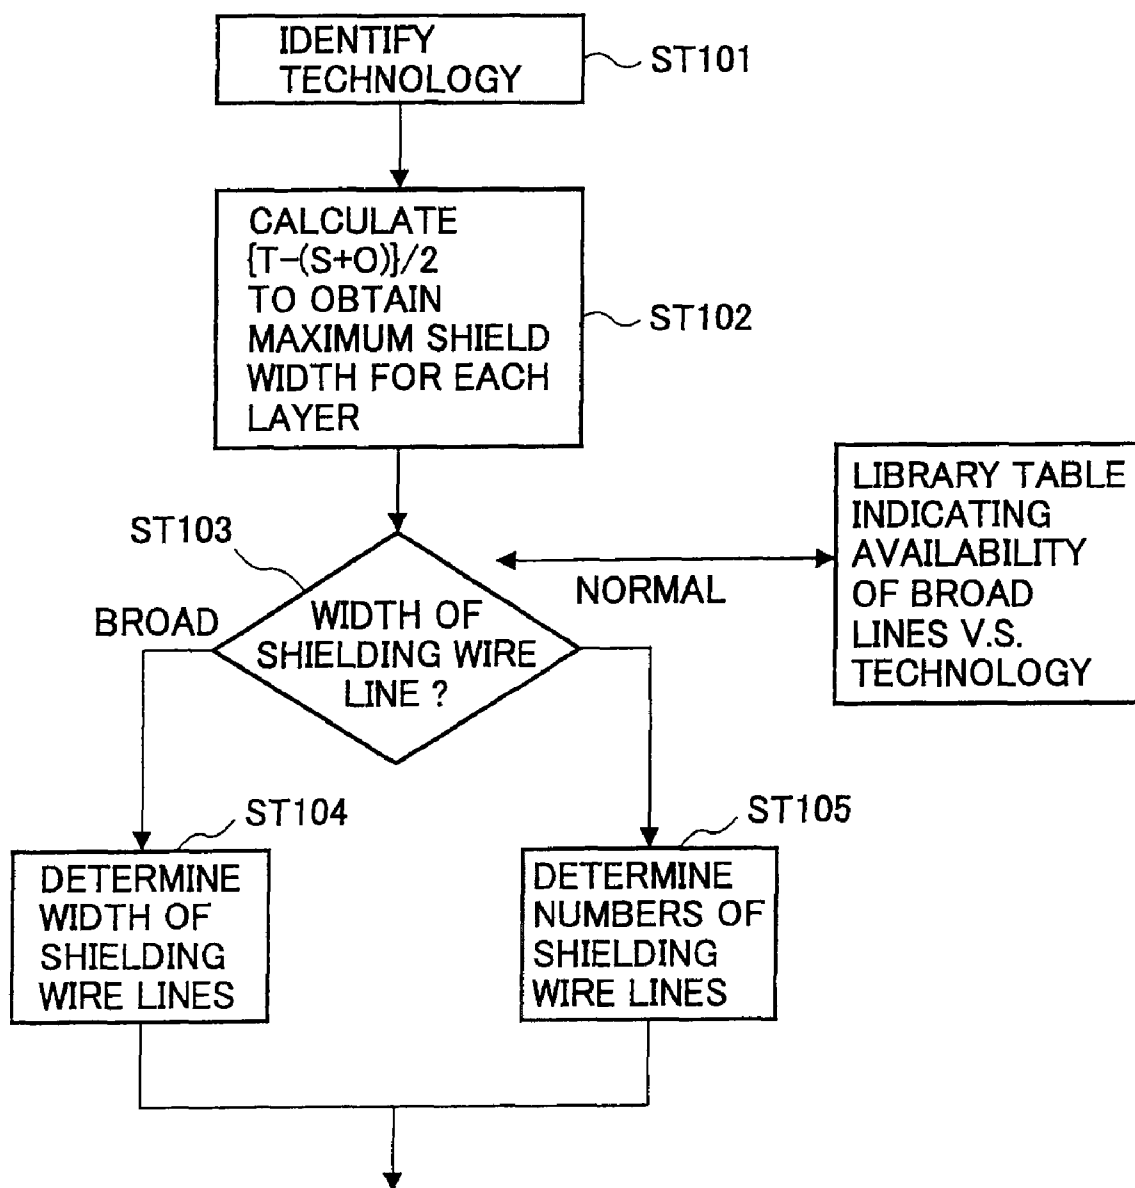 IDENTIFY
TECHNOLOGY
ST101
CALCULATE
{T-(S+O)}/2
TO OBTAIN
MAXIMUM SHIELD
WIDTH FOR EACH
LAYER
ST102
ST103
BROAD
WIDTH OF
SHIELDING WIRE
LINE ?
NORMAL
LIBRARY TABLE
INDICATING
AVAILABILITY
OF BROAD
LINES V.S.
TECHNOLOGY
ST104
DETERMINE
WIDTH OF
SHIELDING
WIRE LINES
ST105
DETERMINE
NUMBERS OF
SHIELDING
WIRE LINES